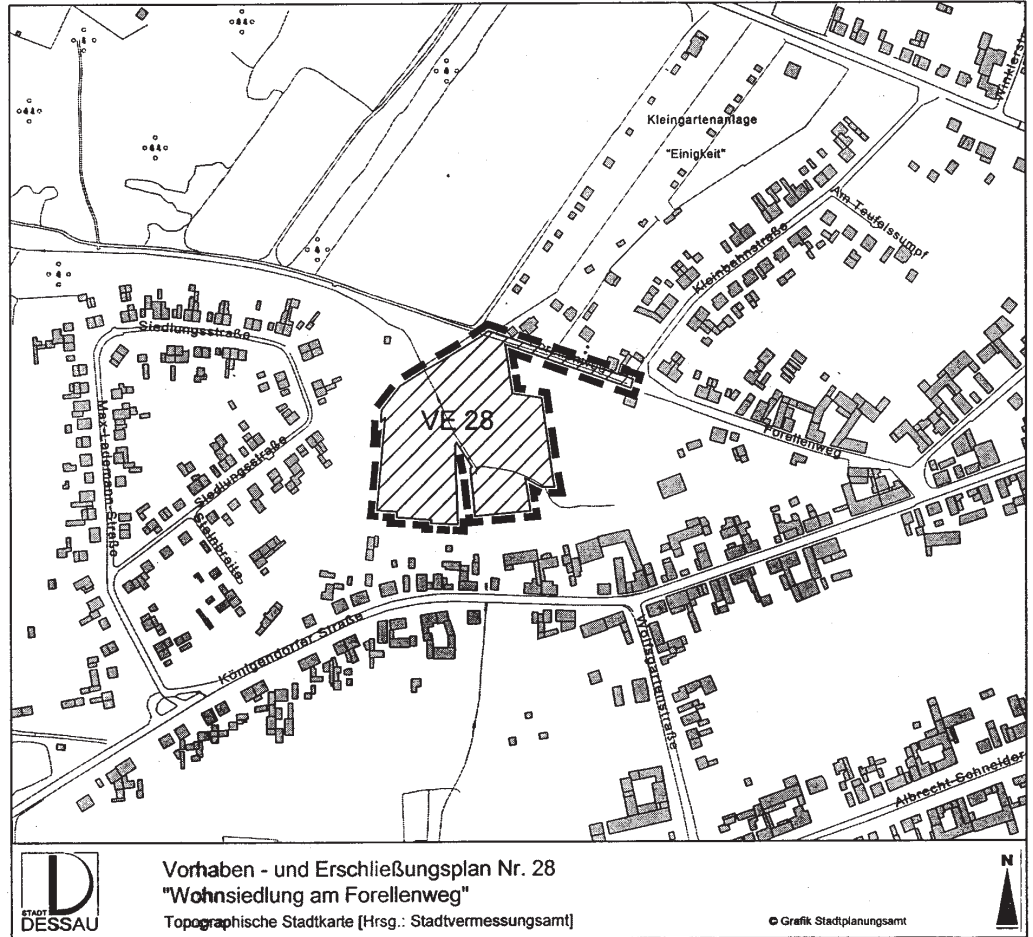 Winklerstr
Kleingartenanlage
"Einigkeit"
Am Teufelssumpf
Kleinbahnstraße
Siedlungsstraße
VE 28
Max-Lademann-Straße
Forellenweg
Siedlungsstraße
Steinbreite
Königendorfer Straße
Wolfsgartenstraße
Albrecht-Schneider-
STADT
DESSAU
Vorhaben - und Erschließungsplan Nr. 28
"Wohnsiedlung am Forellenweg"
Topographische Stadtkarte [Hrsg.: Stadtvermessungsamt]
© Grafik Stadtplanungsamt
N